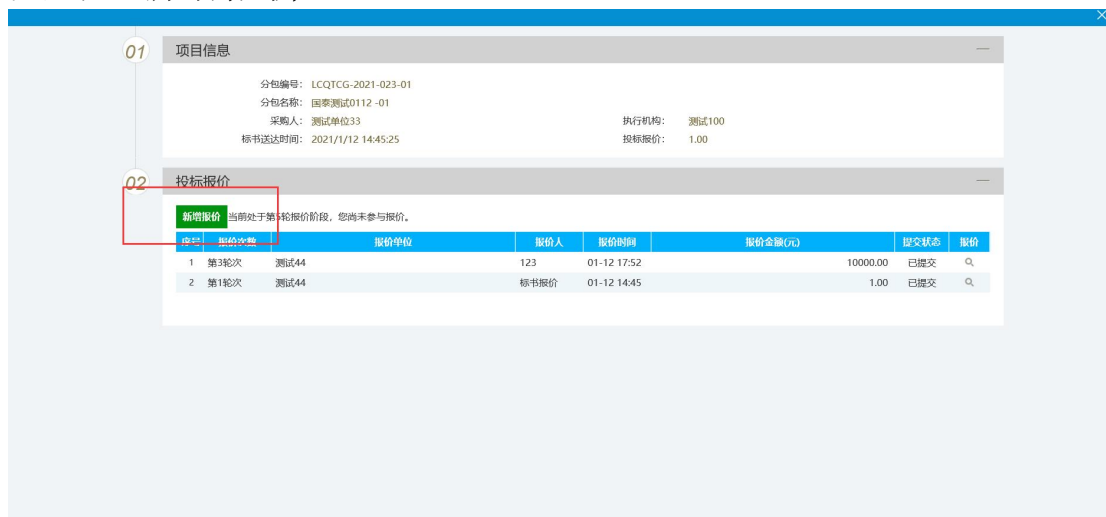 01 项目信息
分包编号: LCQTCG-2021-023-01
分包名称: 国泰测试0112 -01
采购人: 测试单位33 执行机构: 测试100
标书送达时间: 2021/1/12 14:45:25 投标报价: 1.00
02 投标报价
新增报价 当前处于第5轮报价阶段，您尚未参与报价。
序号 报价次数 报价单位 报价人 报价时间 报价金额(元) 提交状态 报价
1 第3轮次 测试44 123 01-12 17:52 10000.00 已提交
2 第1轮次 测试44 标书报价 01-12 14:45 1.00 已提交